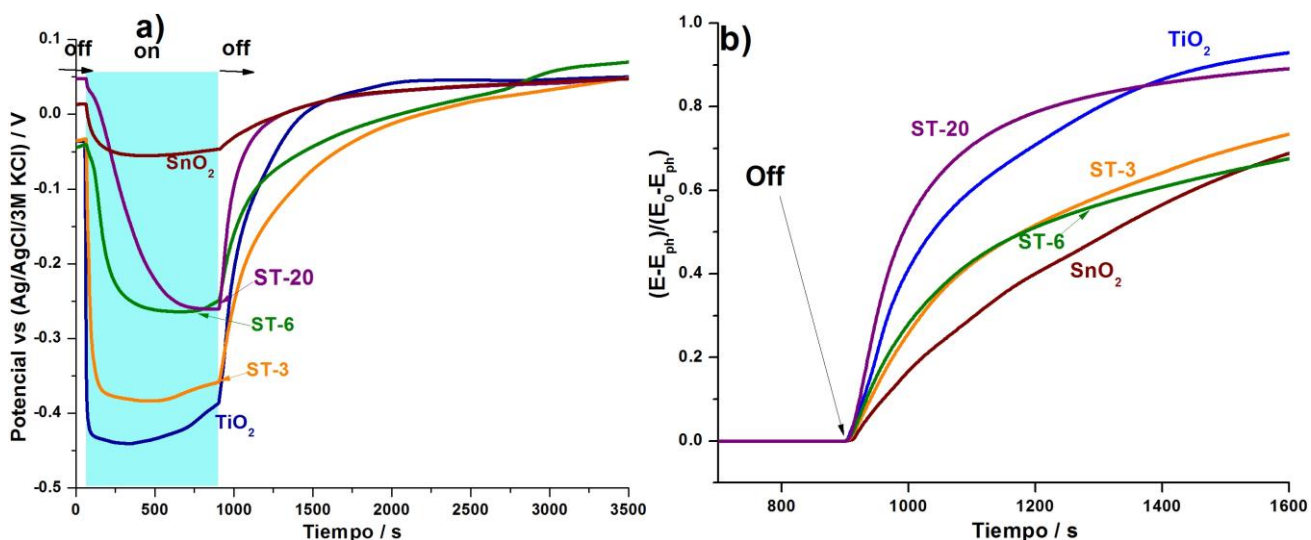 a)
off on off
0.1
0.0
-0.1
-0.2
-0.3
-0.4
-0.5
Potencial vs (Ag/AgCl/3M KCl) / V
SnO2
ST-20
ST-6
ST-3
TiO2
0 500 1000 1500 2000 2500 3000 3500
Tiempo / s
b)
1.0
0.8
0.6
0.4
0.2
0.0
(E-Eph)/(E0-Eph)
TiO2
ST-20
ST-3
Off
ST-6
SnO2
800 1000 1200 1400 1600
Tiempo / s